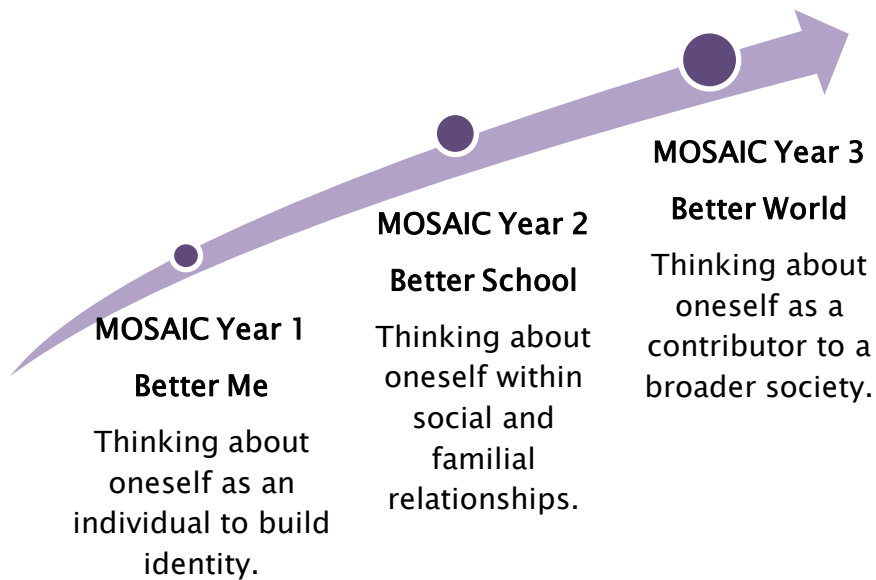 MOSAIC Year 1
Better Me
Thinking about
oneself as an
individual to build
identity.
MOSAIC Year 2
Better School
Thinking about
oneself within
social and
familial
relationships.
MOSAIC Year 3
Better World
Thinking about
oneself as a
contributor to a
broader society.